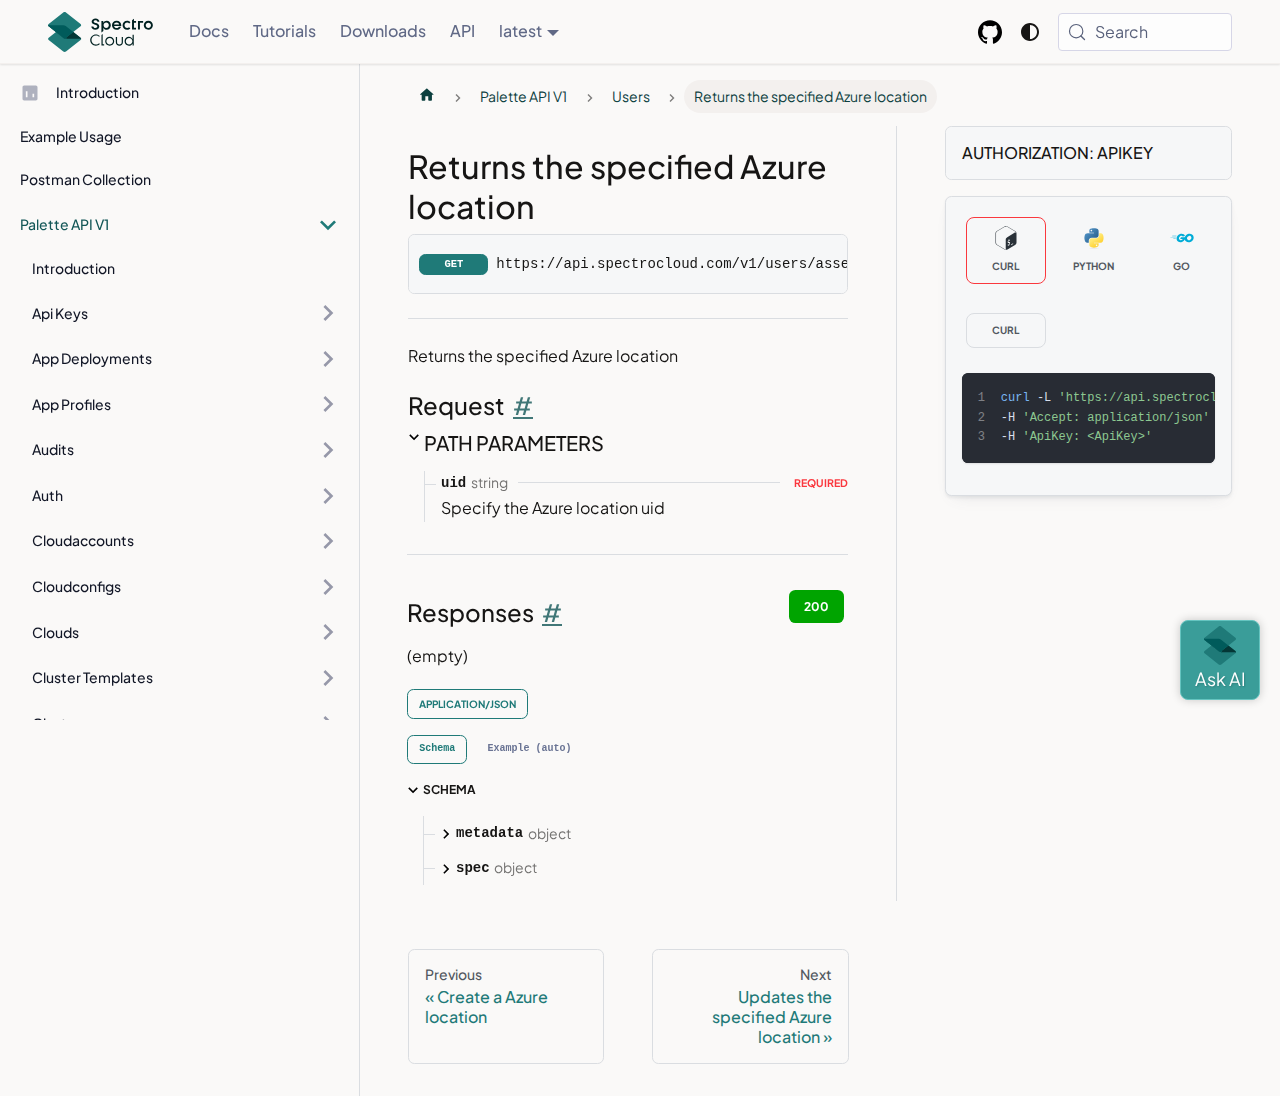 Spectro
Cloud
Docs
Tutorials
Downloads
API
latest
Search
Introduction
Example Usage
Postman Collection
Palette API V1
Introduction
Api Keys
App Deployments
App Profiles
Audits
Auth
Cloudaccounts
Cloudconfigs
Clouds
Cluster Templates
Palette API V1
Users
Returns the specified Azure location
Returns the specified Azure
location
GET https://api.spectrocloud.com/v1/users/asse
Returns the specified Azure location
Request #
PATH PARAMETERS
uid string REQUIRED
Specify the Azure location uid
Responses #
200
(empty)
APPLICATION/JSON
Schema
Example (auto)
SCHEMA
metadata object
spec object
Previous
« Create a Azure
location
Next
Updates the
specified Azure
location »
AUTHORIZATION: APIKEY
CURL
PYTHON
GO
CURL
1 curl -L 'https://api.spectrocl
2 -H 'Accept: application/json'
3 -H 'ApiKey: <ApiKey>'
Ask AI